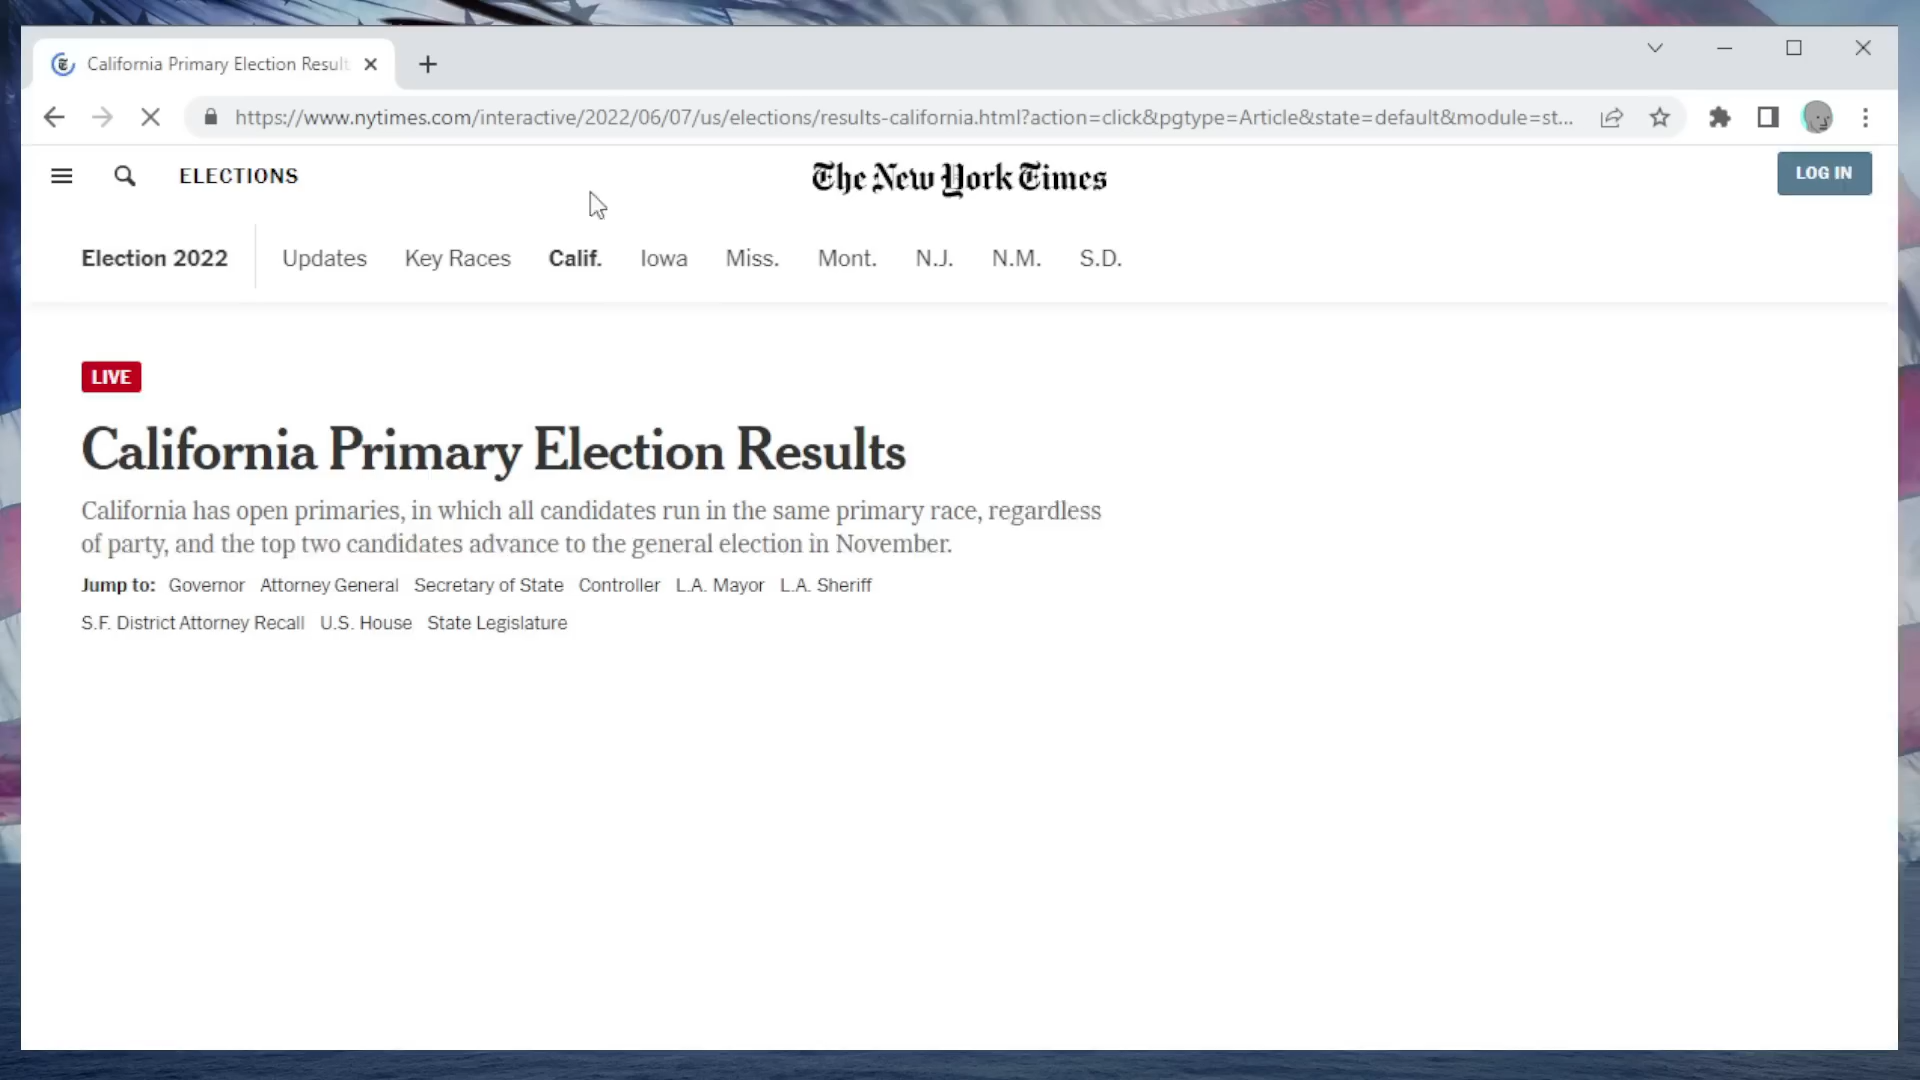 California Primary Election Result
https://www.nytimes.com/interactive/2022/06/07/us/elections/results-california.html?action=click&pgtype=Article&state=default&module=st...
ELECTIONS The New York Times LOG IN
Election 2022 Updates Key Races Calif. Iowa Miss. Mont. N.J. N.M. S.D.
LIVE
California Primary Election Results
California has open primaries, in which all candidates run in the same primary race, regardless
of party, and the top two candidates advance to the general election in November.
Jump to: Governor Attorney General Secretary of State Controller L.A. Mayor L.A. Sheriff
S.F. District Attorney Recall U.S. House State Legislature